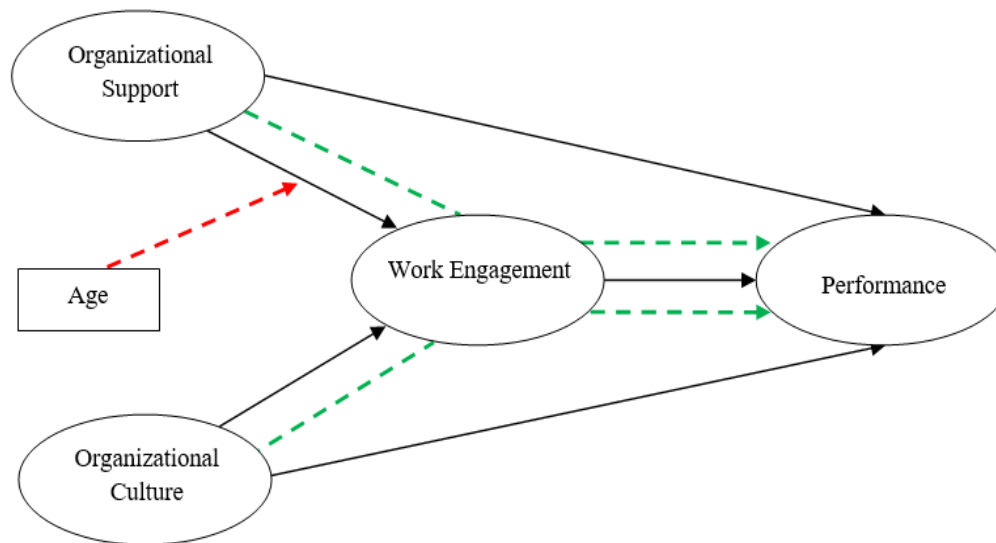 Organizational
Support
Work Engagement
Age
Performance
Organizational
Culture